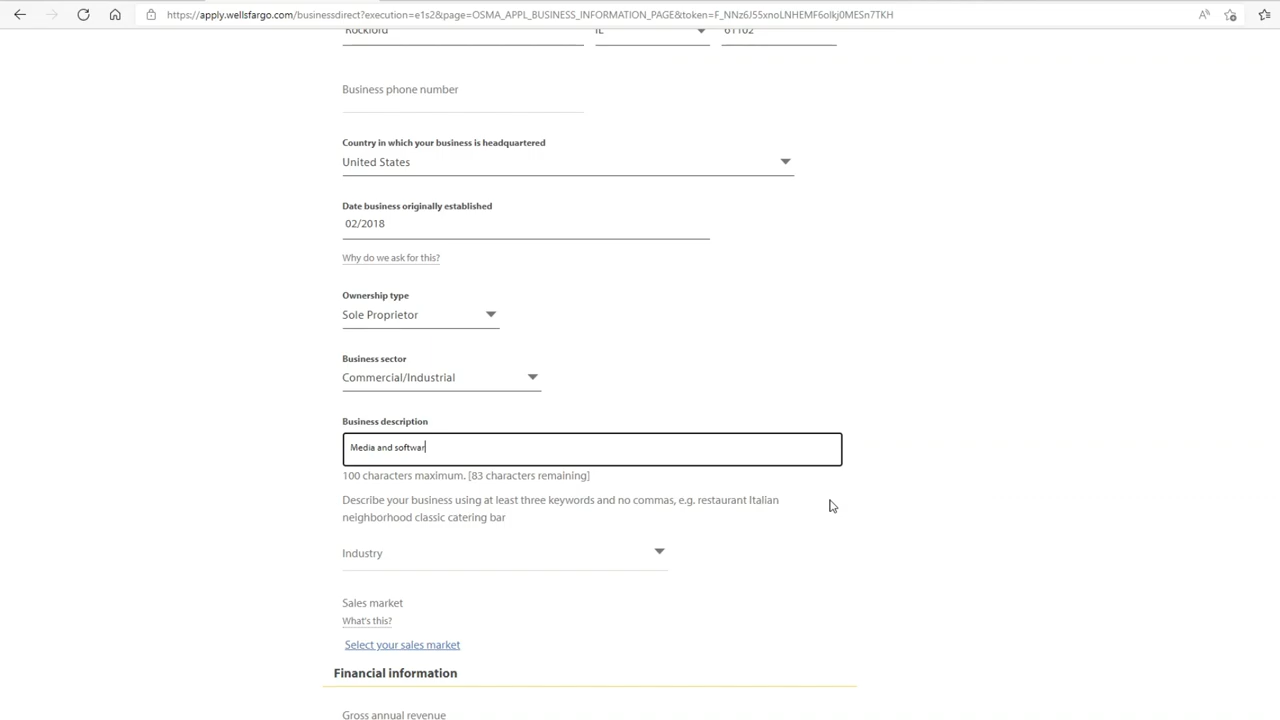 https://apply.wellsfargo.com/businessdirect?execution=e1s2&page=OSMA_APPL_BUSINESS_INFORMATION_PAGE&token=F_NNz6J55xnoLNHEMF6olkj0MESn7TKH
Rockford IL 61102
Business phone number
Country in which your business is headquartered
United States
Date business originally established
02/2018
Why do we ask for this?
Ownership type
Sole Proprietor
Business sector
Commercial/Industrial
Business description
Media and softwar
100 characters maximum. [83 characters remaining]
Describe your business using at least three keywords and no commas, e.g. restaurant Italian
neighborhood classic catering bar
Industry
Sales market
What's this?
Select your sales market
Financial information
Gross annual revenue